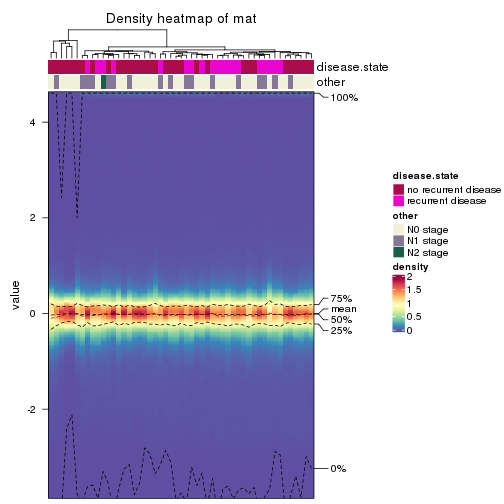 Density heatmap of mat
disease.state
other
100%
4
2
0
-2
value
75%
mean
50%
25%
0%
disease.state
no recurrent disease
recurrent disease
other
N0 stage
N1 stage
N2 stage
density
2
1.5
1
0.5
0